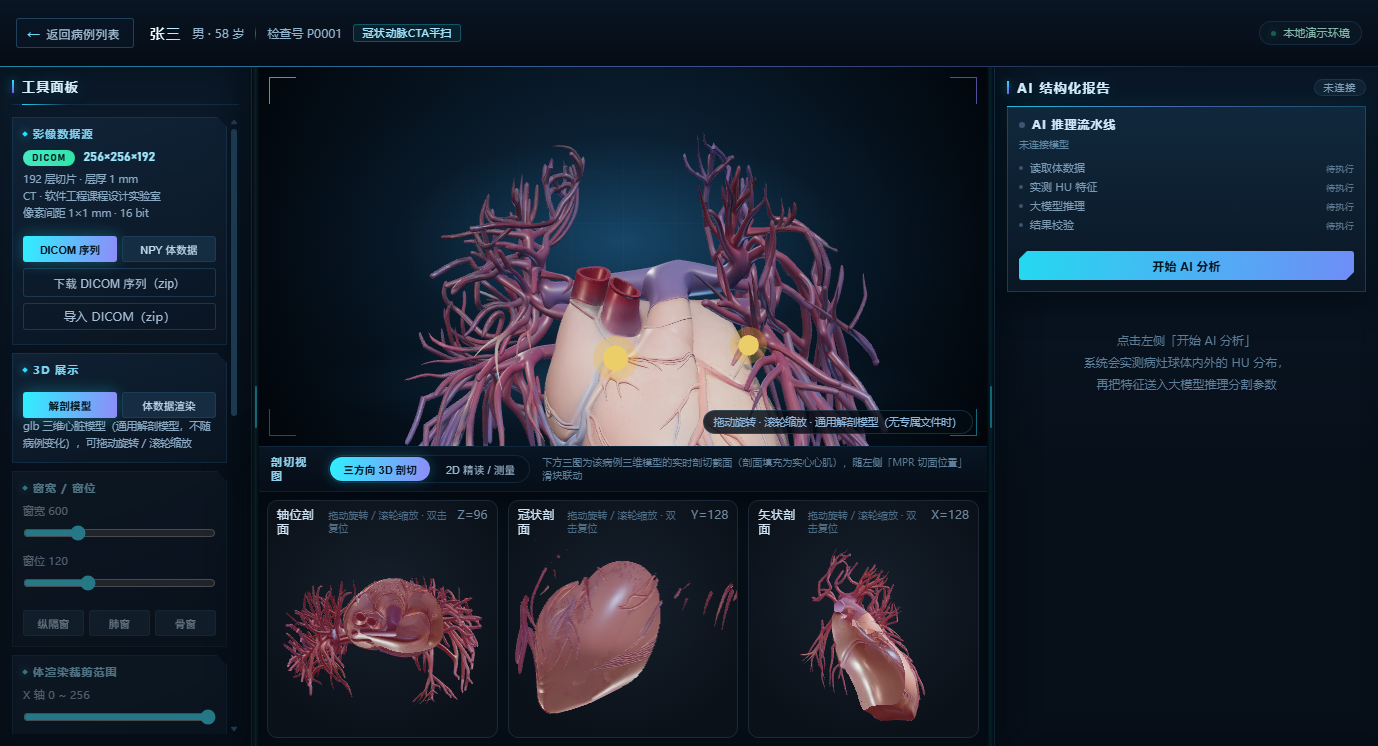 ← 返回病例列表
张三 男 · 58 岁 检查号 P0001 冠状动脉CTA平扫
本地演示环境
工具面板
影像数据源
DICOM 256×256×192
192 层切片 · 层厚 1 mm
CT · 软件工程课程设计实验室
像素间距 1×1 mm · 16 bit
DICOM 序列 NPY 体数据
下载 DICOM 序列（zip）
导入 DICOM（zip）
3D 展示
解剖模型 体数据渲染
glb 三维心脏模型（通用解剖模型，不随
病例变化），可拖动旋转 / 滚轮缩放
窗宽 / 窗位
窗宽 600
窗位 120
纵隔窗 肺窗 骨窗
体渲染裁剪范围
X 轴 0 ~ 256
拖动旋转 · 滚轮缩放 · 通用解剖模型（无专属文件时）
剖切视
图
三方向 3D 剖切 2D 精读 / 测量
下方三图为该病例三维模型的实时剖切截面（剖面填充为实心心肌），随左侧「MPR 切面位置」
滑块联动
轴位剖
面
拖动旋转 / 滚轮缩放 · 双击
复位
Z=96
冠状剖
面
拖动旋转 / 滚轮缩放 · 双
击复位
Y=128
矢状剖
面
拖动旋转 / 滚轮缩放 · 双
击复位
X=128
AI 结构化报告 未连接
AI 推理流水线
未连接模型
读取体数据 待执行
实测 HU 特征 待执行
大模型推理 待执行
结果校验 待执行
开始 AI 分析
点击左侧「开始 AI 分析」
系统会实测病灶球体内外的 HU 分布，
再把特征送入大模型推理分割参数